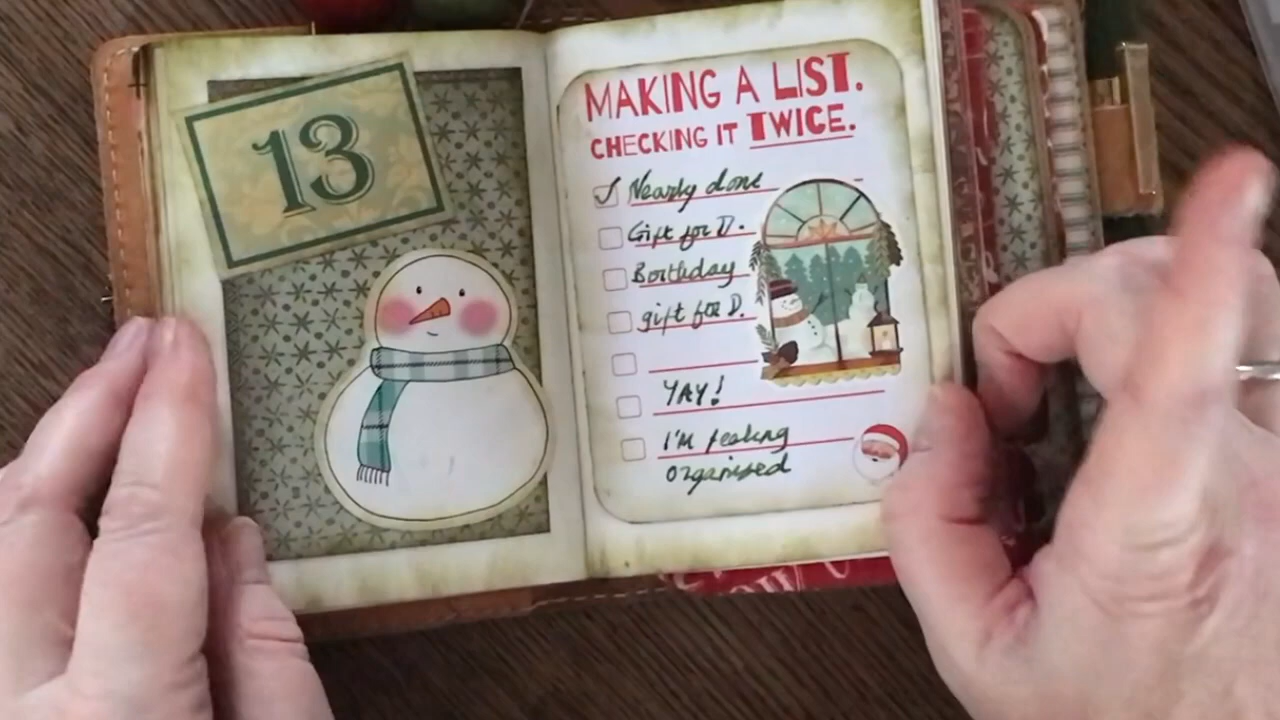 13
MAKING A LIST.
CHECKING IT TWICE.
Nearly done
Gift for D.
Birthday
gift for D.
YAY!
I'M feeling
organised